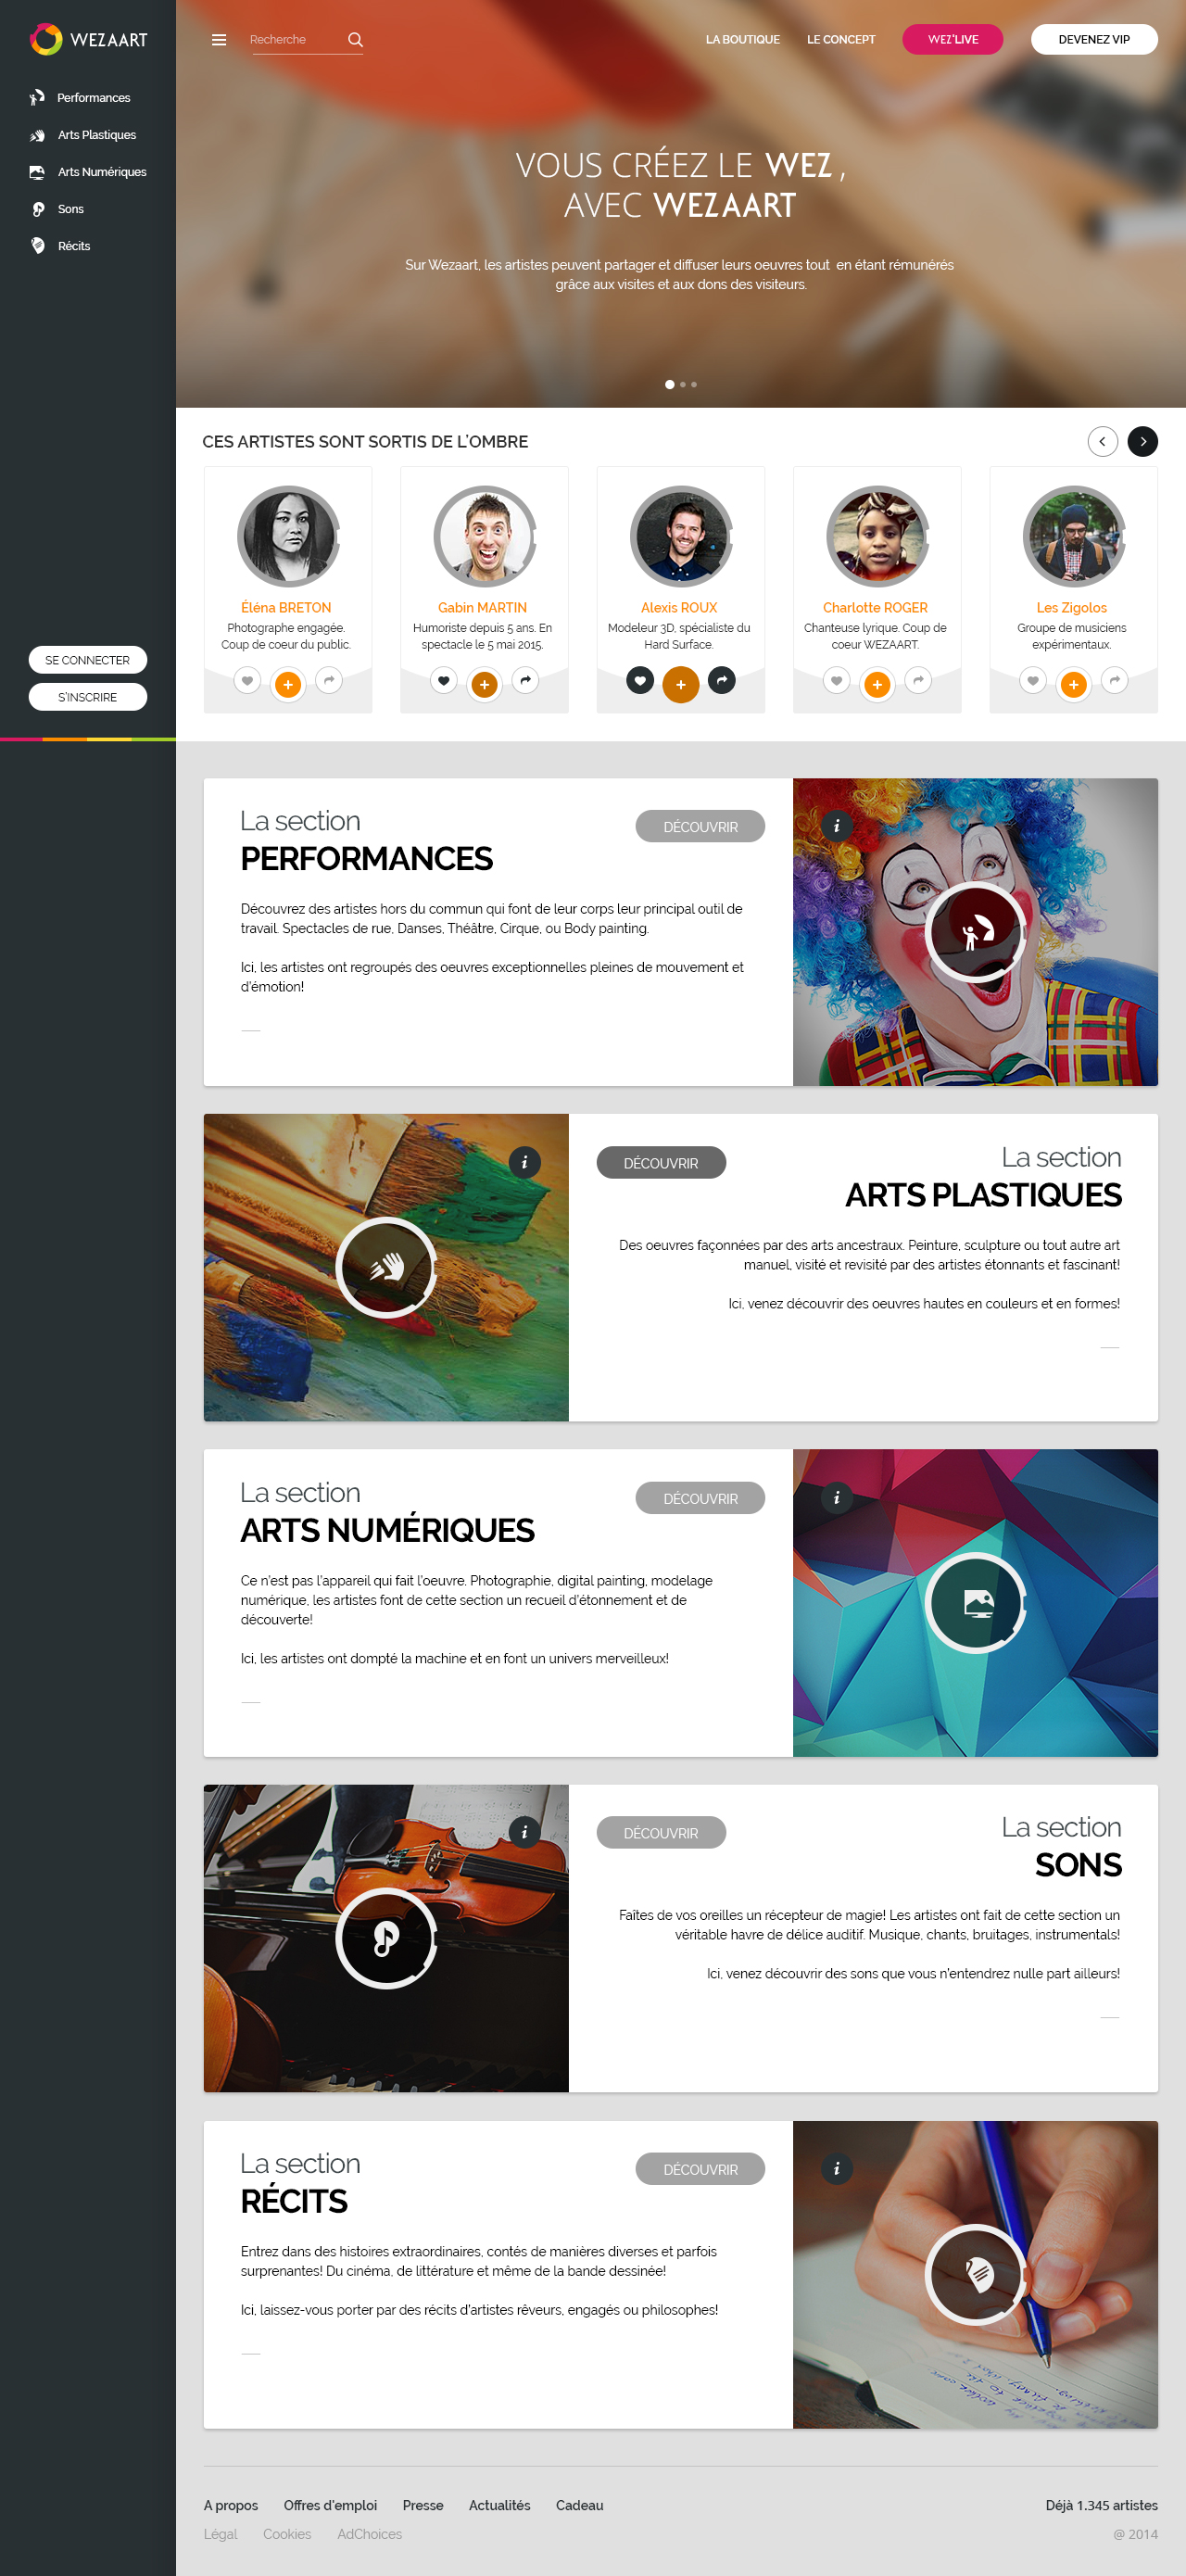 WEZAART
Performances
Arts Plastiques
Arts Numériques
Sons
Récits
SE CONNECTER
S'INSCRIRE
Recherche
LA BOUTIQUE
LE CONCEPT
WEZ'LIVE
DEVENEZ VIP
VOUS CRÉEZ LE WEZ ,
AVEC WEZAART
Sur Wezaart, les artistes peuvent partager et diffuser leurs oeuvres tout en étant rémunérés
grâce aux visites et aux dons des visiteurs.
CES ARTISTES SONT SORTIS DE L'OMBRE
Éléna BRETON
Photographe engagée.
Coup de coeur du public.
Gabin MARTIN
Humoriste depuis 5 ans. En
spectacle le 5 mai 2015.
Alexis ROUX
Modeleur 3D, spécialiste du
Hard Surface.
Charlotte ROGER
Chanteuse lyrique. Coup de
coeur WEZAART.
Les Zigolos
Groupe de musiciens
expérimentaux.
La section
PERFORMANCES
DÉCOUVRIR
Découvrez des artistes hors du commun qui font de leur corps leur principal outil de
travail. Spectacles de rue, Danses, Théâtre, Cirque, ou Body painting.
Ici, les artistes ont regroupés des oeuvres exceptionnelles pleines de mouvement et
d'émotion!
i
i
DÉCOUVRIR
La section
ARTS PLASTIQUES
Des oeuvres façonnées par des arts ancestraux. Peinture, sculpture ou tout autre art
manuel, visité et revisité par des artistes étonnants et fascinant!
Ici, venez découvrir des oeuvres hautes en couleurs et en formes!
La section
ARTS NUMÉRIQUES
DÉCOUVRIR
Ce n'est pas l'appareil qui fait l'oeuvre. Photographie, digital painting, modelage
numérique, les artistes font de cette section un recueil d'étonnement et de
découverte!
Ici, les artistes ont dompté la machine et en font un univers merveilleux!
i
i
DÉCOUVRIR
La section
SONS
Faîtes de vos oreilles un récepteur de magie! Les artistes ont fait de cette section un
véritable havre de délice auditif. Musique, chants, bruitages, instrumentals!
Ici, venez découvrir des sons que vous n'entendrez nulle part ailleurs!
La section
RÉCITS
DÉCOUVRIR
Entrez dans des histoires extraordinaires, contés de manières diverses et parfois
surprenantes! Du cinéma, de littérature et même de la bande dessinée!
Ici, laissez-vous porter par des récits d'artistes rêveurs, engagés ou philosophes!
i
A propos
Offres d'emploi
Presse
Actualités
Cadeau
Déjà 1.345 artistes
Légal
Cookies
AdChoices
@ 2014